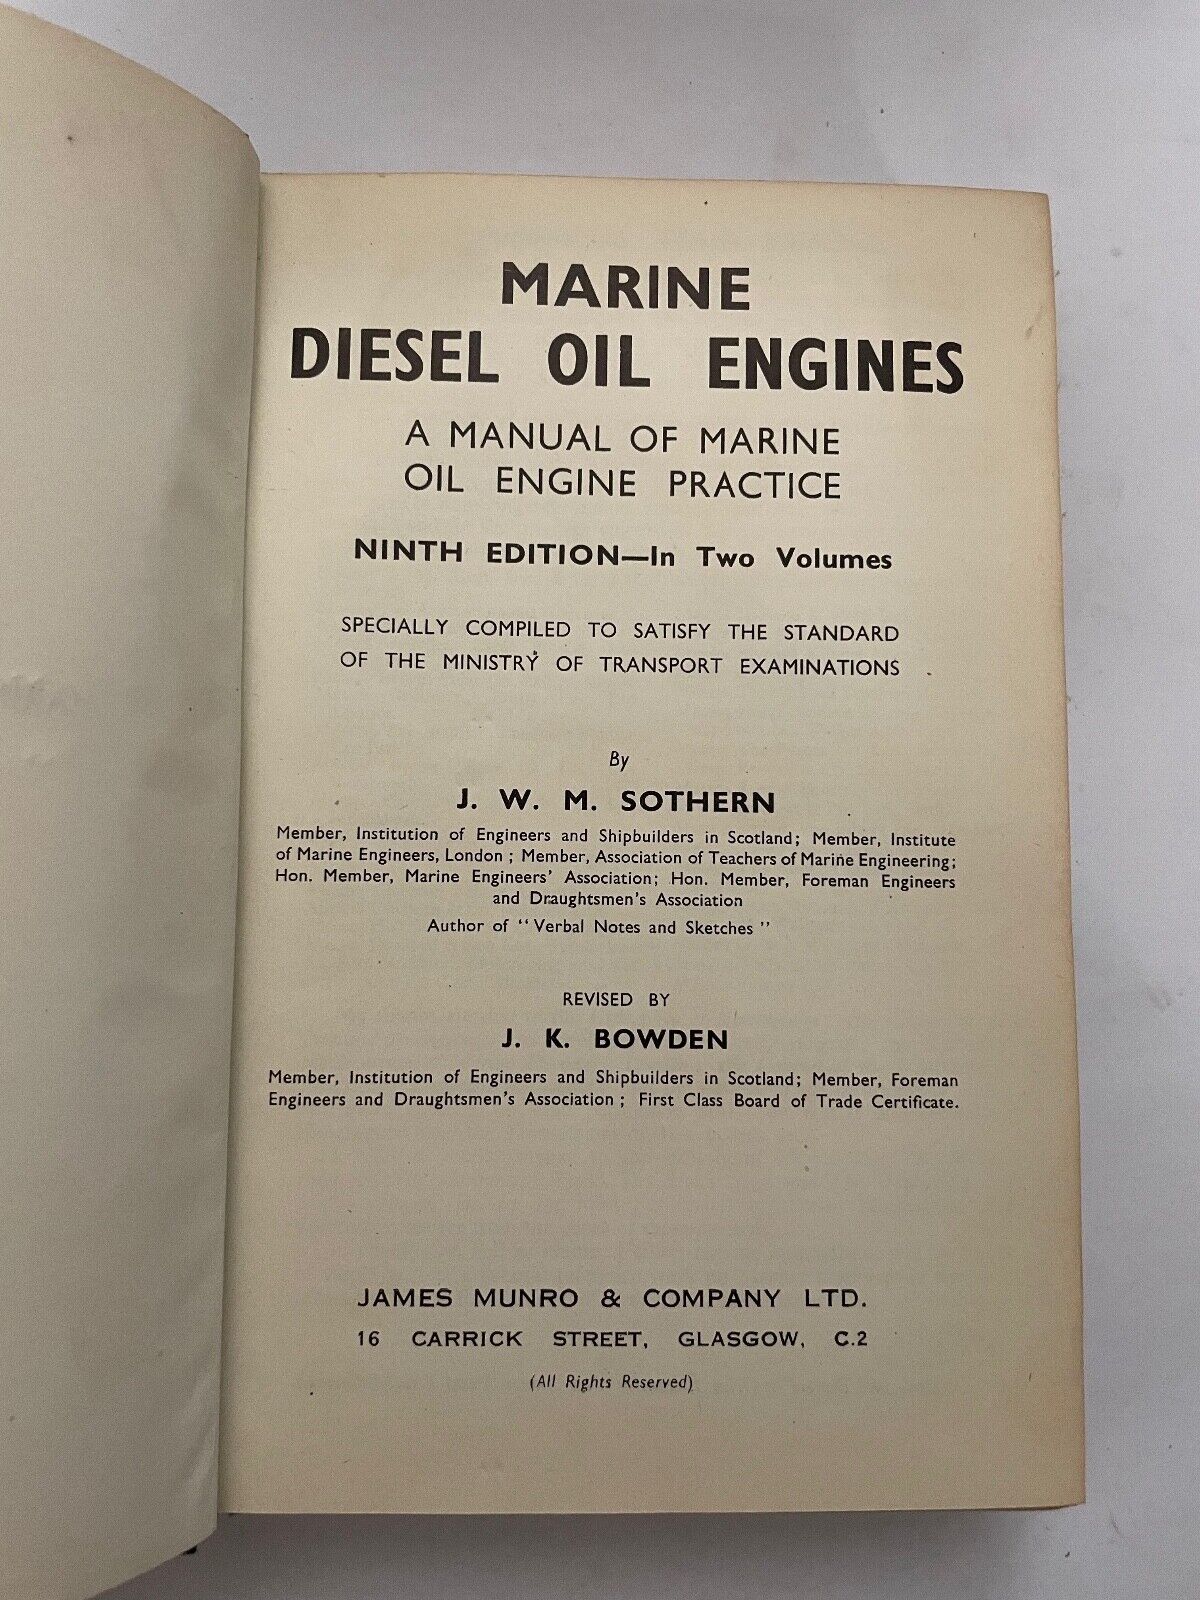 MARINE
DIESEL OIL ENGINES
A MANUAL OF MARINE
OIL ENGINE PRACTICE
NINTH EDITION—In Two Volumes
SPECIALLY COMPILED TO SATISFY THE STANDARD
OF THE MINISTRY OF TRANSPORT EXAMINATIONS
By
J. W. M. SOTHERN
Member, Institution of Engineers and Shipbuilders in Scotland; Member, Institute
of Marine Engineers, London ; Member, Association of Teachers of Marine Engineering;
Hon. Member, Marine Engineers' Association; Hon. Member, Foreman Engineers
and Draughtsmen's Association
Author of "Verbal Notes and Sketches"
REVISED BY
J. K. BOWDEN
Member, Institution of Engineers and Shipbuilders in Scotland; Member, Foreman
Engineers and Draughtsmen's Association ; First Class Board of Trade Certificate.
JAMES MUNRO & COMPANY LTD.
16 CARRICK STREET, GLASGOW, C.2
(All Rights Reserved)